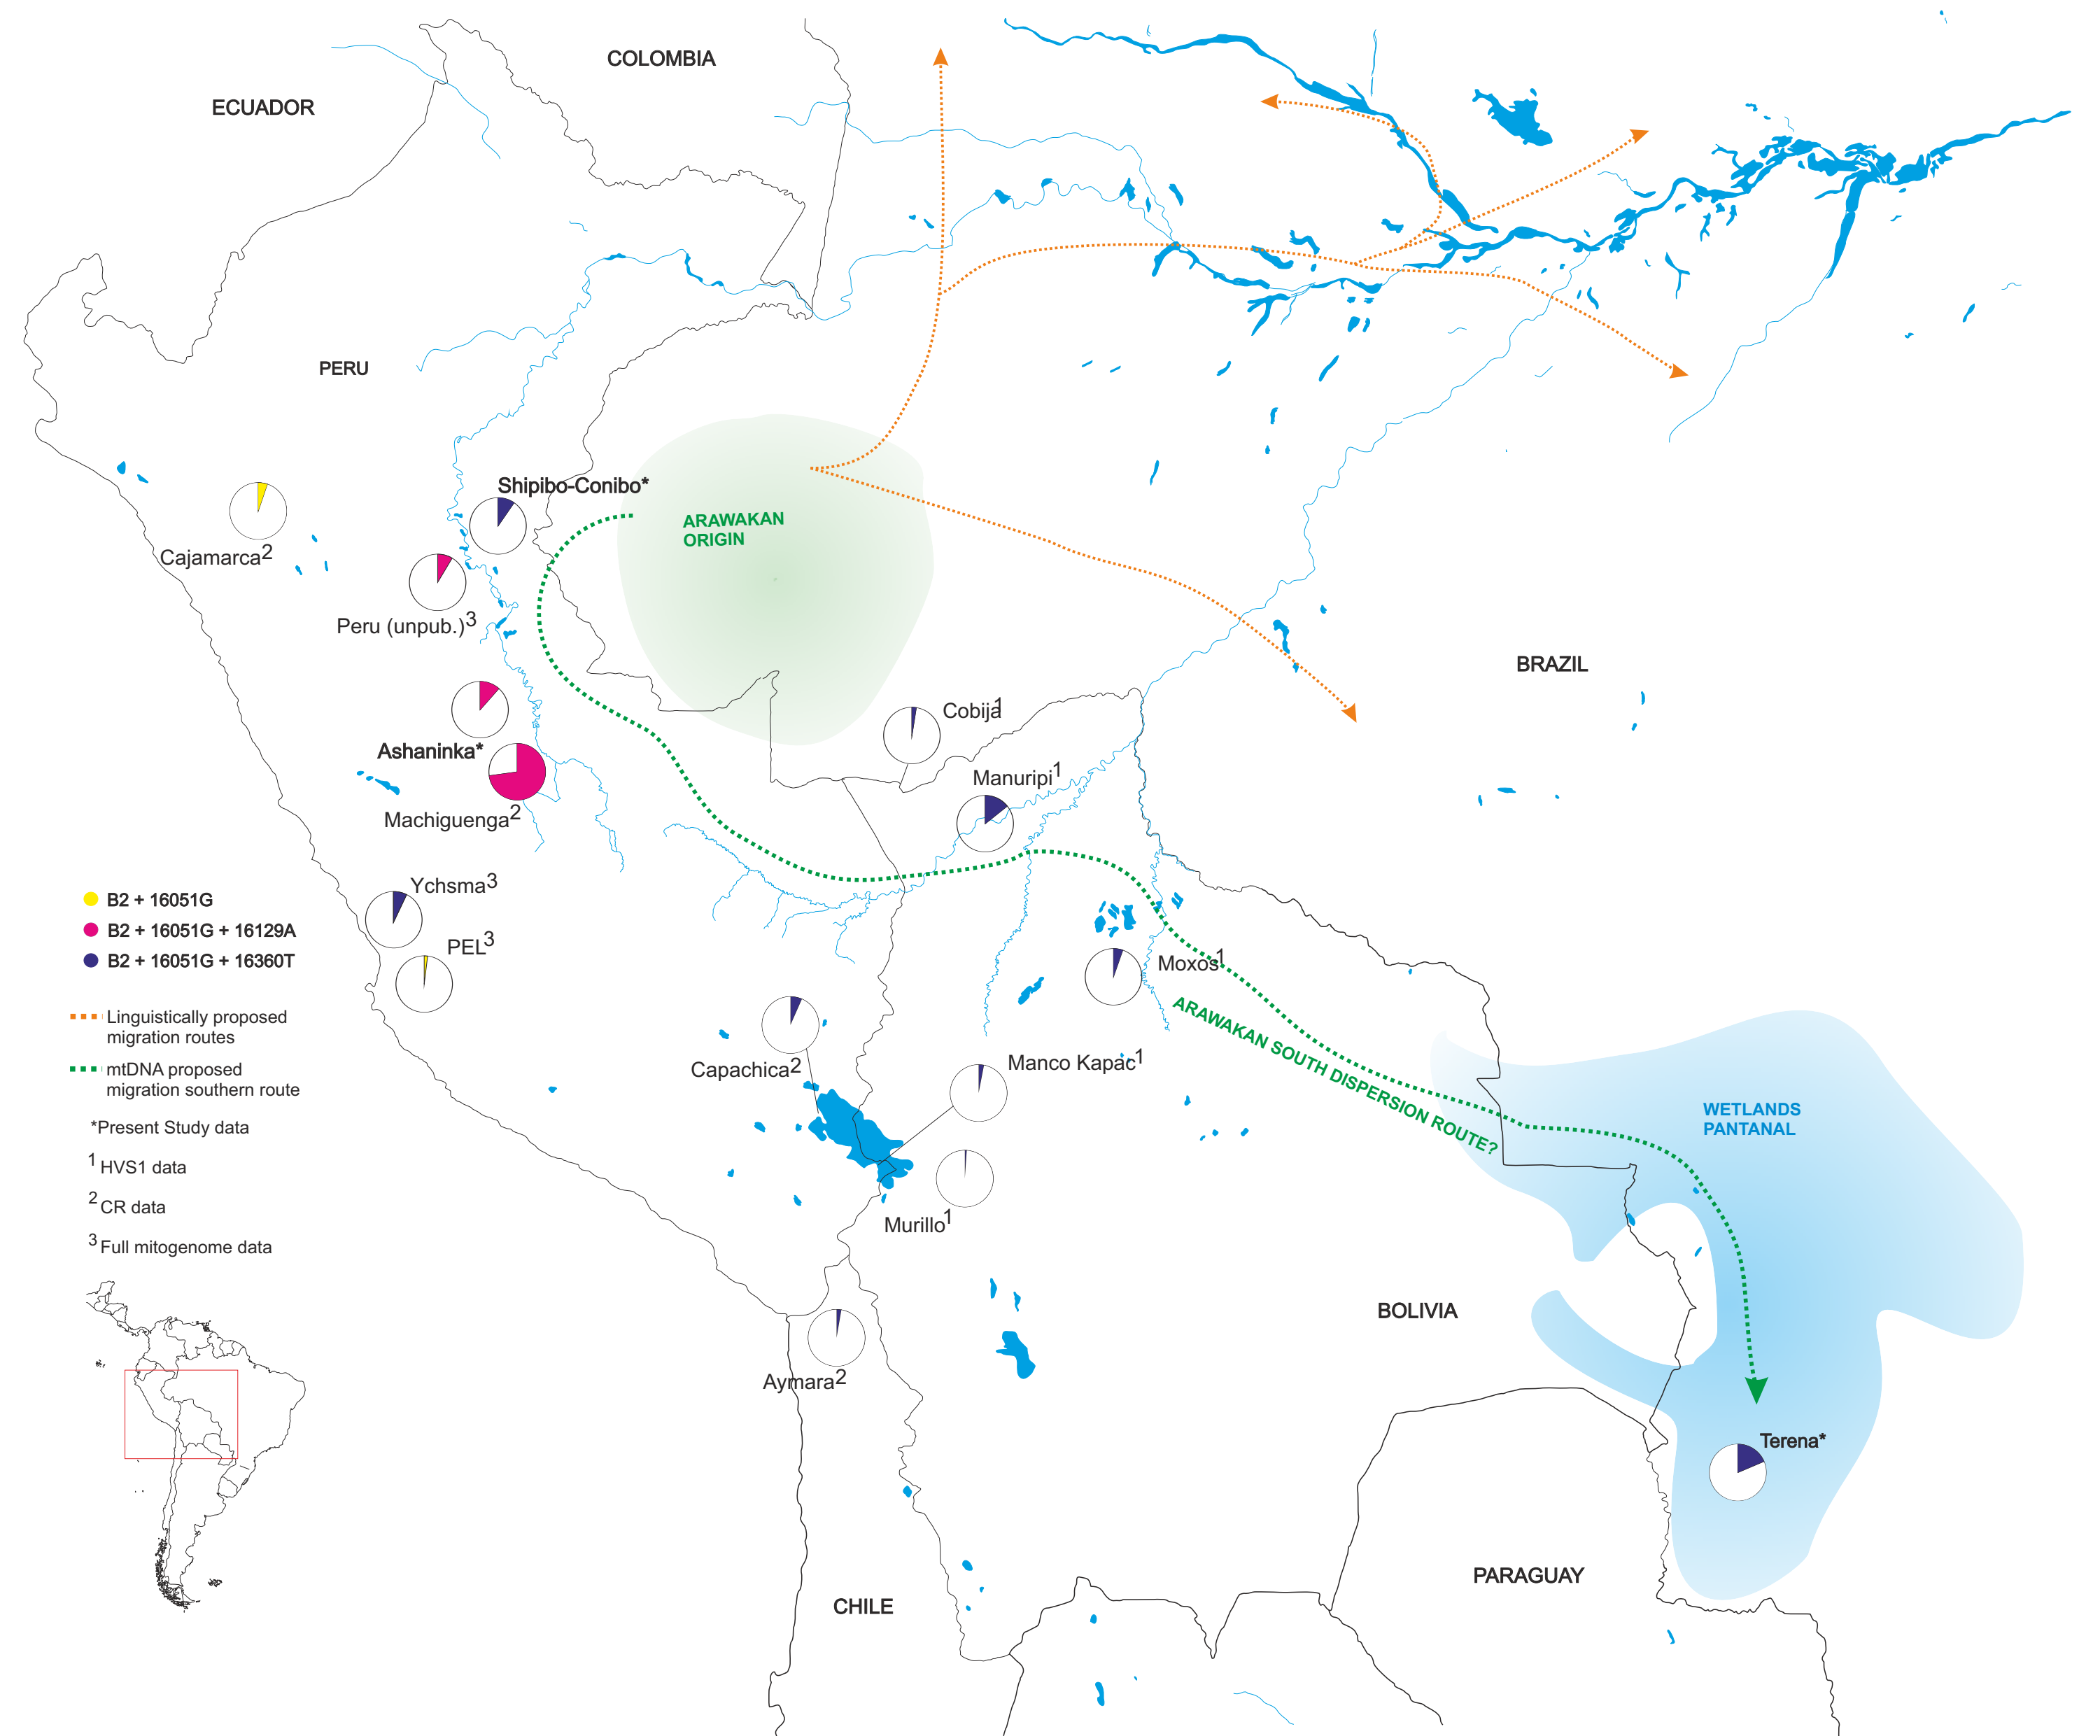 COLOMBIA
ECUADOR
PERU
Shipibo-Conibo*
ARAWAKAN
ORIGIN
Cajamarca2
Peru (unpub.)3
BRAZIL
Cobija1
Ashaninka*
Manuripi1
Machiguenga2
Ychsma3
PEL3
B2 + 16051G
B2 + 16051G + 16129A
B2 + 16051G + 16360T
Linguistically proposed
migration routes
mtDNA proposed
migration southern route
*Present Study data
1 HVS1 data
2 CR data
3 Full mitogenome data
Moxos1
ARAWAKAN SOUTH DISPERSION ROUTE?
Capachica2
Manco Kapac1
WETLANDS
PANTANAL
Murillo1
BOLIVIA
Aymara2
Terena*
PARAGUAY
CHILE